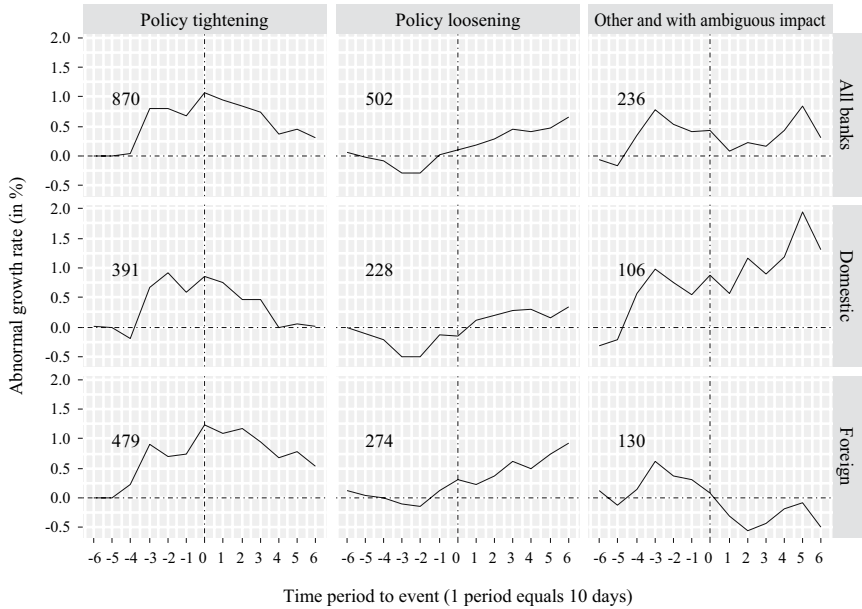 Policy tightening
Policy loosening
Other and with ambiguous impact
2.0
1.5
1.0
0.5
0.0
-0.5
870
502
236
All banks
2.0
1.5
1.0
0.5
0.0
-0.5
391
228
106
Domestic
2.0
1.5
1.0
0.5
0.0
-0.5
479
274
130
Foreign
Abnormal growth rate (in %)
-6 -5 -4 -3 -2 -1 0 1 2 3 4 5 6
-6 -5 -4 -3 -2 -1 0 1 2 3 4 5 6
-6 -5 -4 -3 -2 -1 0 1 2 3 4 5 6
Time period to event (1 period equals 10 days)